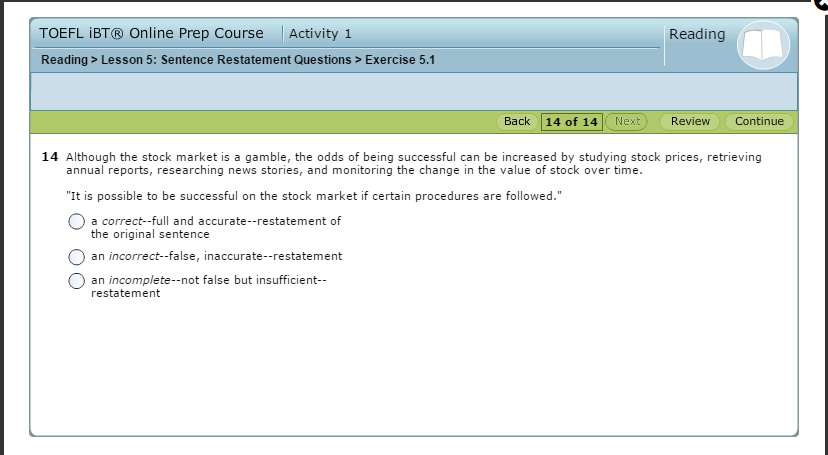 TOEFL iBT® Online Prep Course Activity 1 Reading
Reading > Lesson 5: Sentence Restatement Questions > Exercise 5.1
Back 14 of 14 Next Review Continue
14 Although the stock market is a gamble, the odds of being successful can be increased by studying stock prices, retrieving
annual reports, researching news stories, and monitoring the change in the value of stock over time.
"It is possible to be successful on the stock market if certain procedures are followed."
a correct--full and accurate--restatement of
the original sentence
an incorrect--false, inaccurate--restatement
an incomplete--not false but insufficient--
restatement